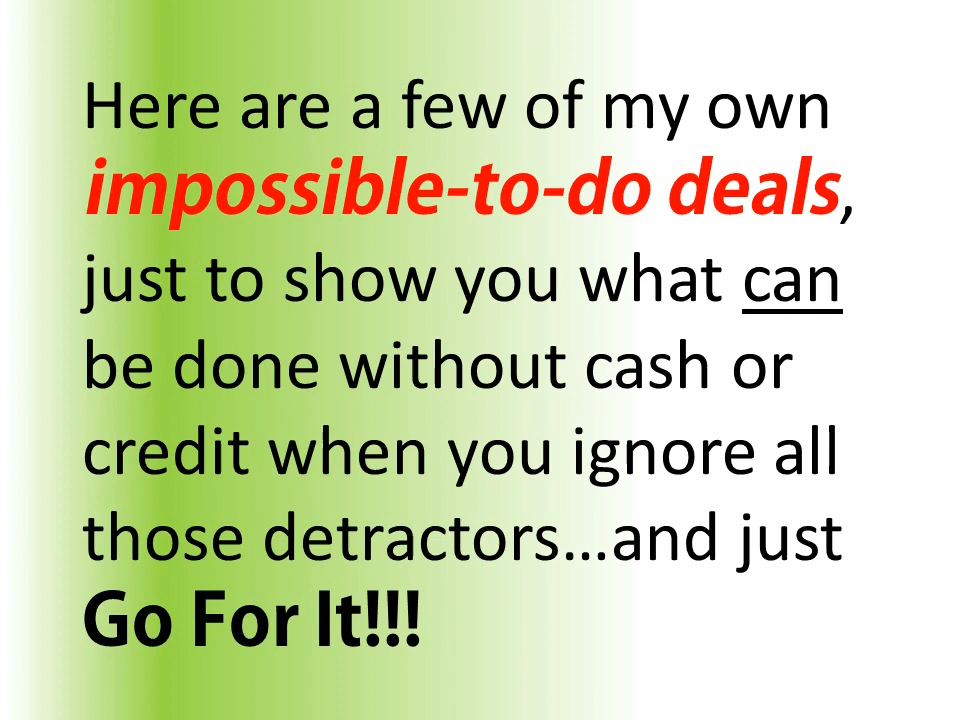 Here are a few of my own
impossible-to-do deals,
just to show you what can
be done without cash or
credit when you ignore all
those detractors...and just
Go For It!!!